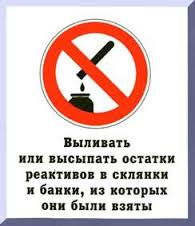 Выливать
или высыпать остатки
реактивов в склянки
и банки, из которых
они были взяты